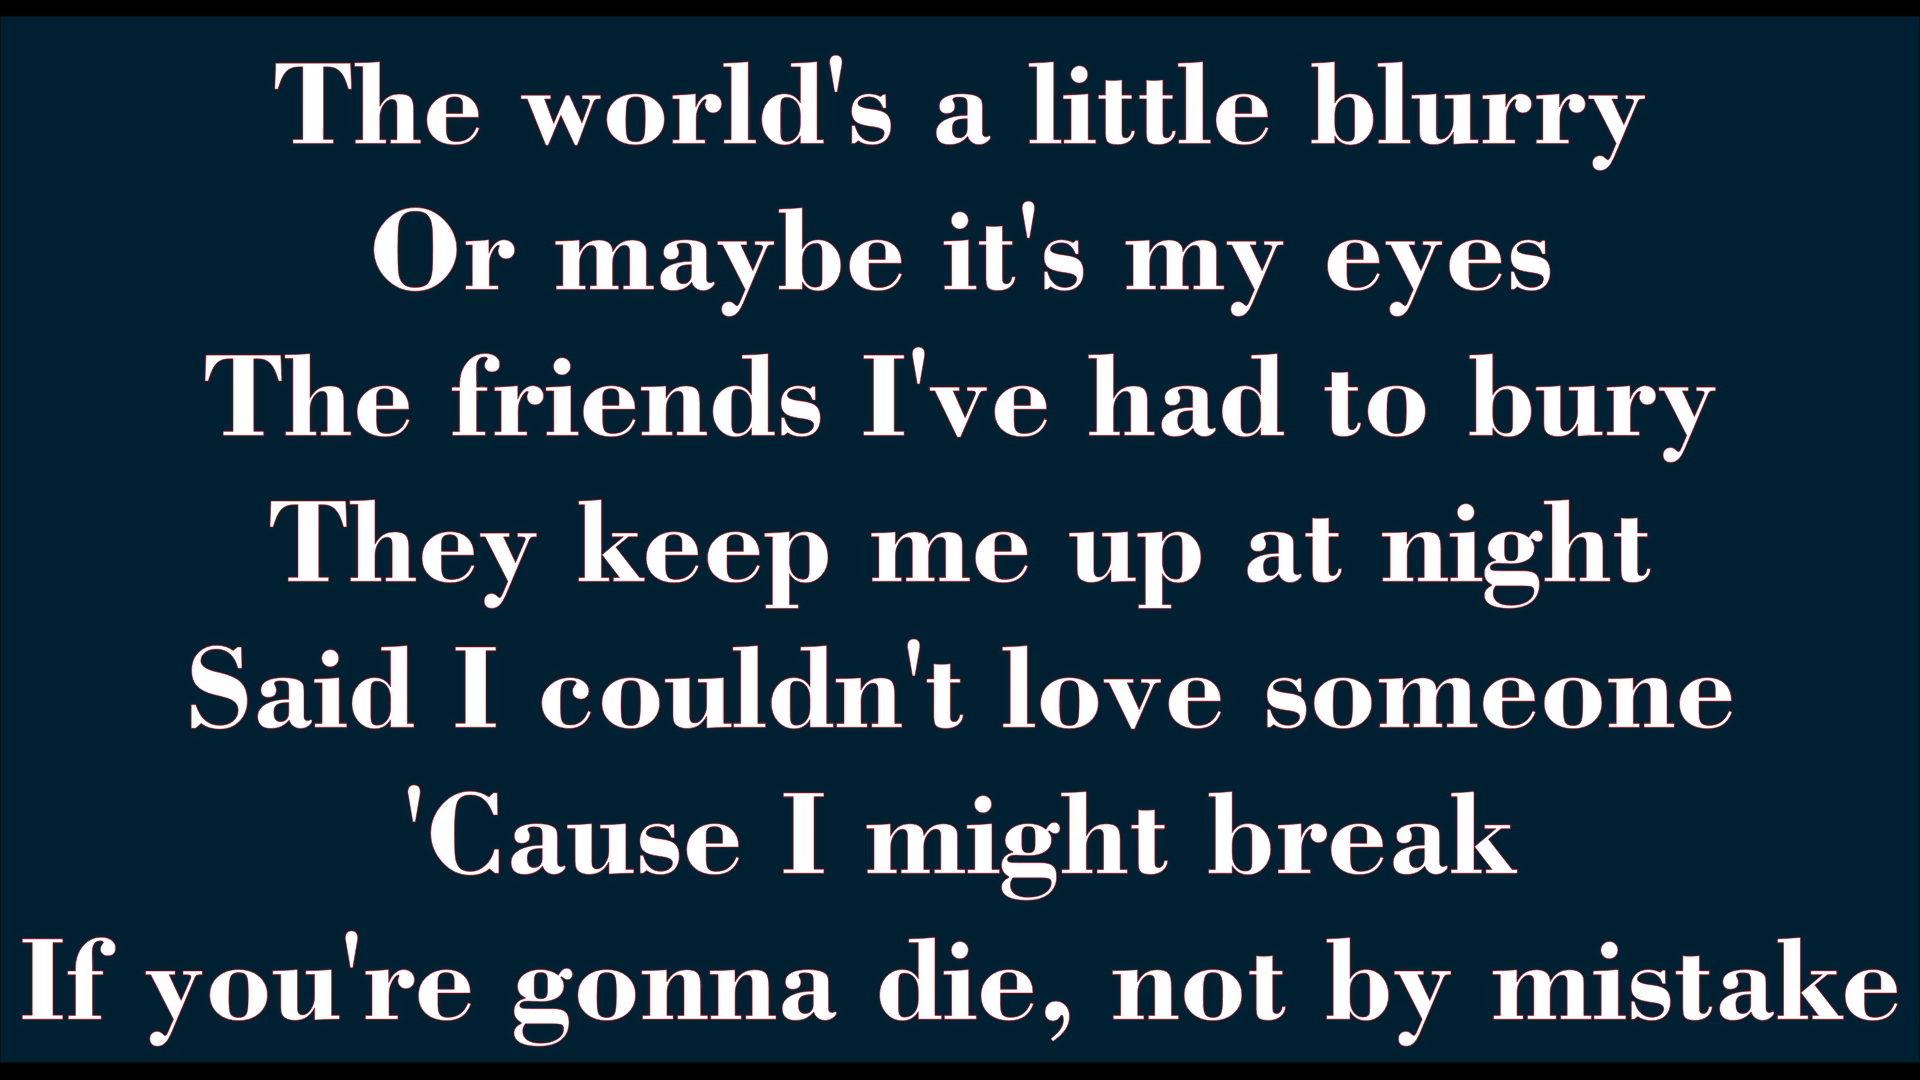 The world's a little blurry
Or maybe it's my eyes
The friends I've had to bury
They keep me up at night
Said I couldn't love someone
'Cause I might break
If you're gonna die, not by mistake